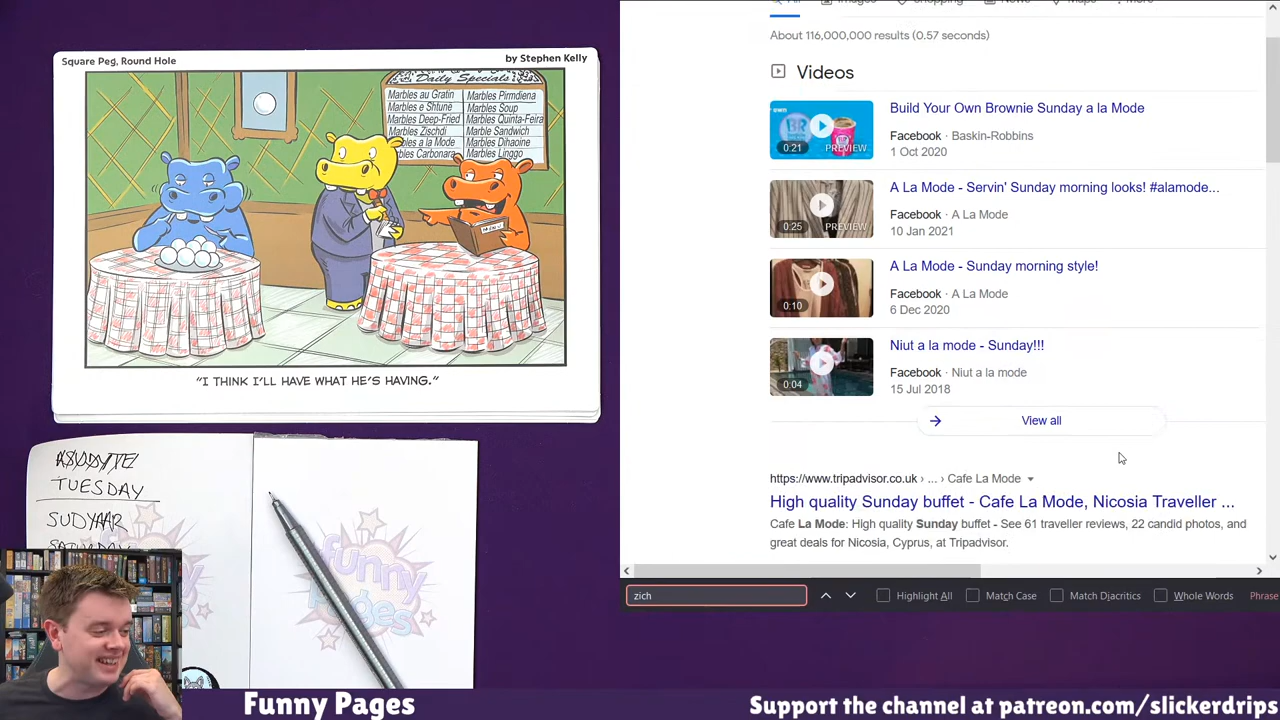 Square Peg, Round Hole
by Stephen Kelly
Daily Specials
Marbles au Gratin
Marbles Pirmdiena
Marbles e Shtune
Marbles Soup
Marbles Deep-Fried
Marbles Quinta-Feira
Marbles Zischdi
Marble Sandwich
les a la Mode
Marbles Dihaoine
bles Carbonara
Marbles Linggo
"I THINK I'LL HAVE WHAT HE'S HAVING."
TUESDAY
SUDYAAR
funny
pages
About 116,000,000 results (0.57 seconds)
Videos
Build Your Own Brownie Sunday a la Mode
Facebook · Baskin-Robbins
1 Oct 2020
0:21
PREVIEW
A La Mode - Servin' Sunday morning looks! #alamode...
Facebook · A La Mode
10 Jan 2021
0:25
PREVIEW
A La Mode - Sunday morning style!
Facebook · A La Mode
6 Dec 2020
0:10
Niut a la mode - Sunday!!!
Facebook · Niut a la mode
15 Jul 2018
0:04
View all
https://www.tripadvisor.co.uk › ... › Cafe La Mode
High quality Sunday buffet - Cafe La Mode, Nicosia Traveller ...
Cafe La Mode: High quality Sunday buffet - See 61 traveller reviews, 22 candid photos, and
great deals for Nicosia, Cyprus, at Tripadvisor.
zich
Highlight All
Match Case
Match Diacritics
Whole Words
Phrase
Funny Pages
Support the channel at patreon.com/slickerdrips